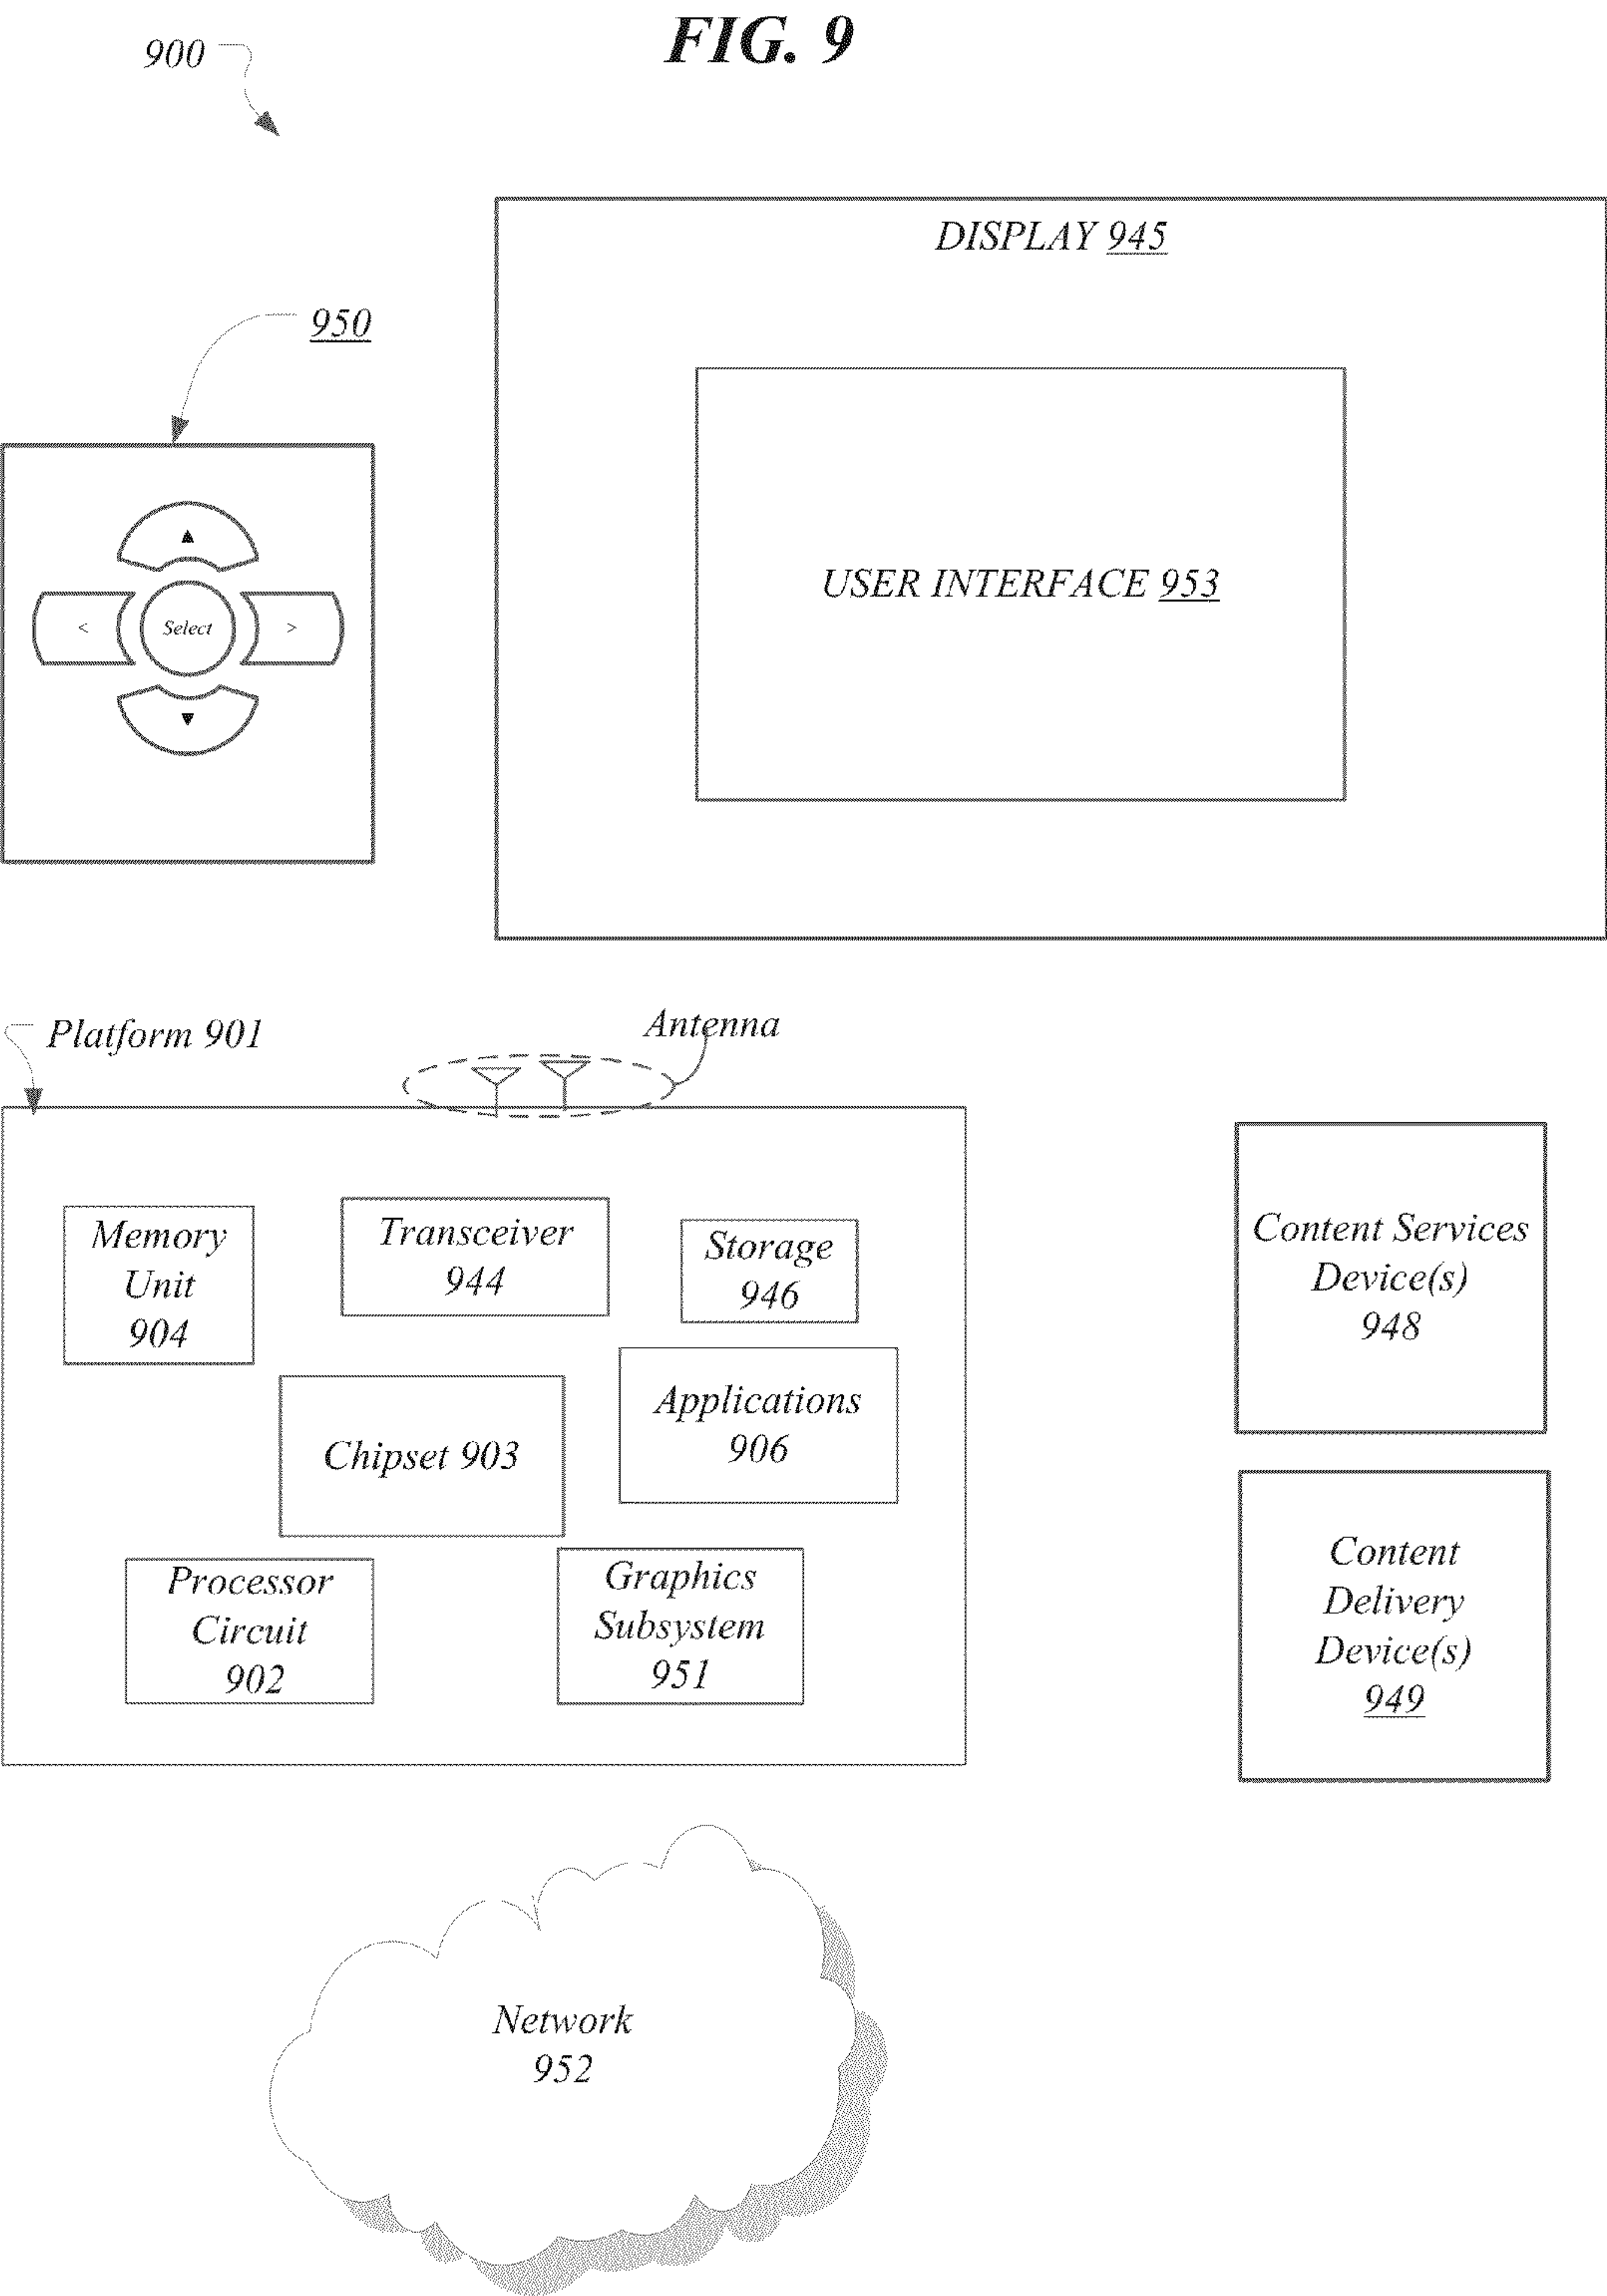 FIG. 9
900
DISPLAY 945
950
USER INTERFACE 953
<
Select
>
Platform 901
Antenna
Memory
Unit
904
Transceiver
944
Storage
946
Chipset 903
Applications
906
Processor
Circuit
902
Graphics
Subsystem
951
Content Services
Device(s)
948
Content
Delivery
Device(s)
949
Network
952